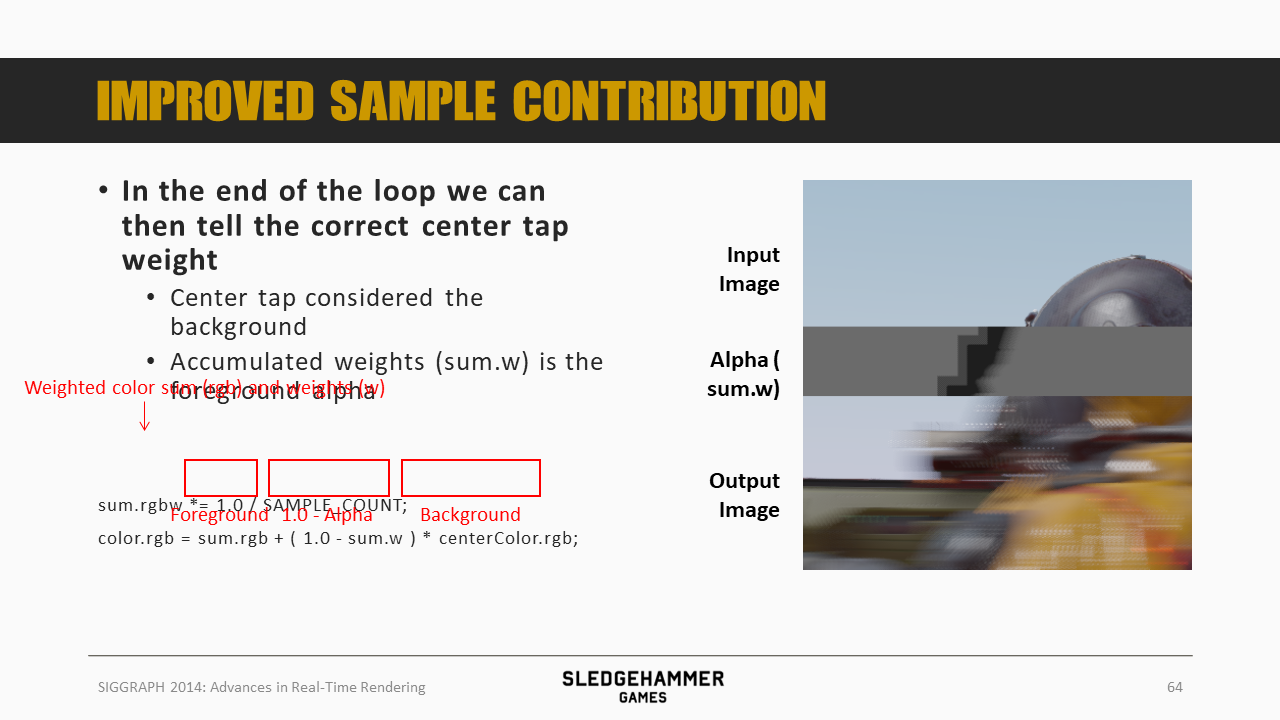 IMPROVED SAMPLE CONTRIBUTION
• In the end of the loop we can
then tell the correct center tap
weight
• Center tap considered the
background
• Accumulated weights (sum.w) is the
foreground alpha
Weighted color sum (rgb) and weights (w)
sum.rgbw *= 1.0 / SAMPLE_COUNT;
Foreground
1.0 - Alpha
Background
color.rgb = sum.rgb + ( 1.0 - sum.w ) * centerColor.rgb;
Input
Image
Alpha (
sum.w)
Output
Image
SIGGRAPH 2014: Advances in Real-Time Rendering
SLEDGEHAMMER
GAMES
64